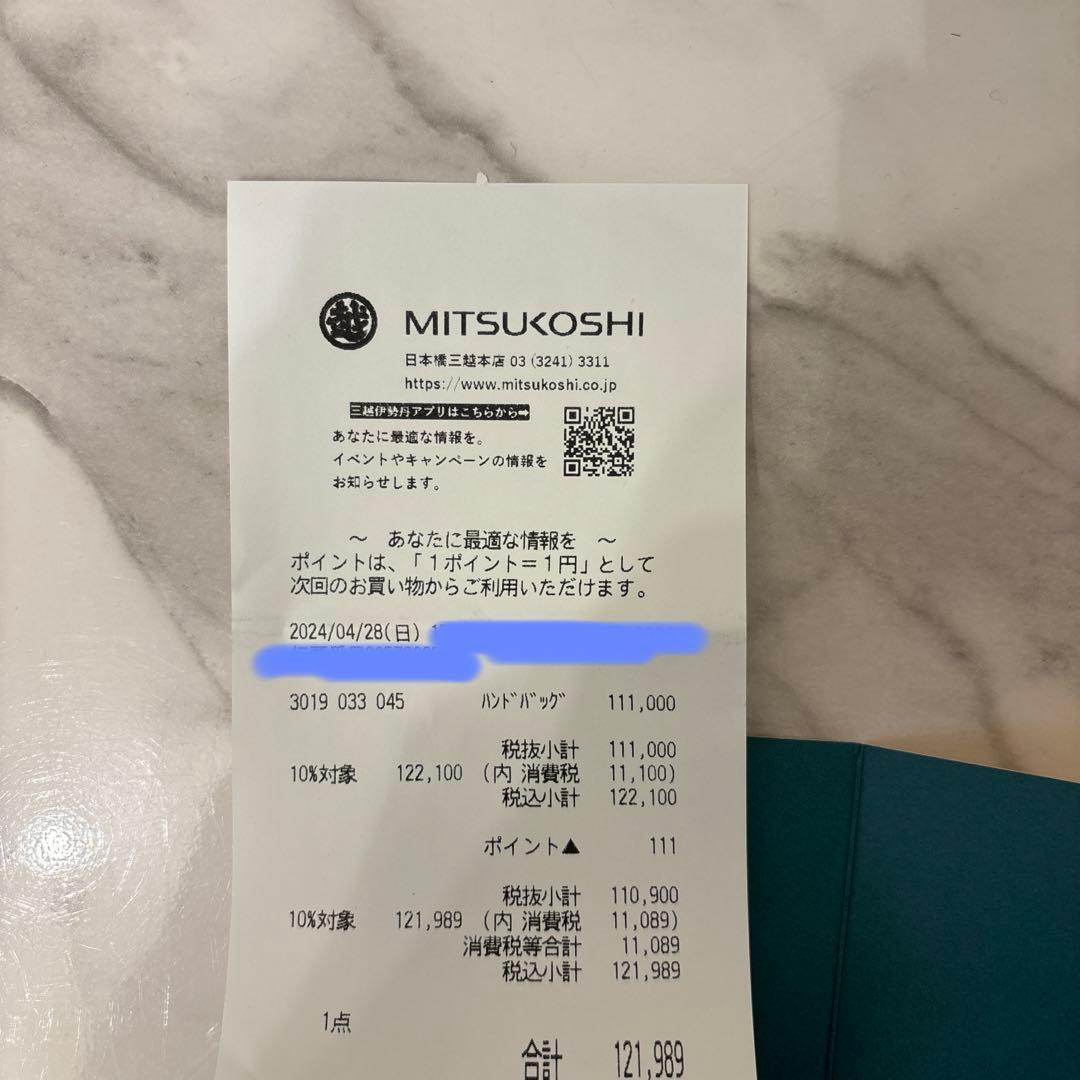 越 MITSUKOSHI
日本橋三越本店 03 (3241) 3311
https://www.mitsukoshi.co.jp
三越伊勢丹アプリはこちらから➡
あなたに最適な情報を。
イベントやキャンペーンの情報を
お知らせします。
～ あなたに最適な情報を ～
ポイントは、「１ポイント＝１円」として
次回のお買い物からご利用いただけます。
2024/04/28(日)
3019 033 045 ﾊﾝﾄﾞﾊﾞｯｸﾞ 111,000
税抜小計 111,000
10%対象 122,100 (内 消費税 11,100)
税込小計 122,100
ポイント▲ 111
税抜小計 110,900
10%対象 121,989 (内 消費税 11,089)
消費税等合計 11,089
税込小計 121,989
1点
合計 121,989